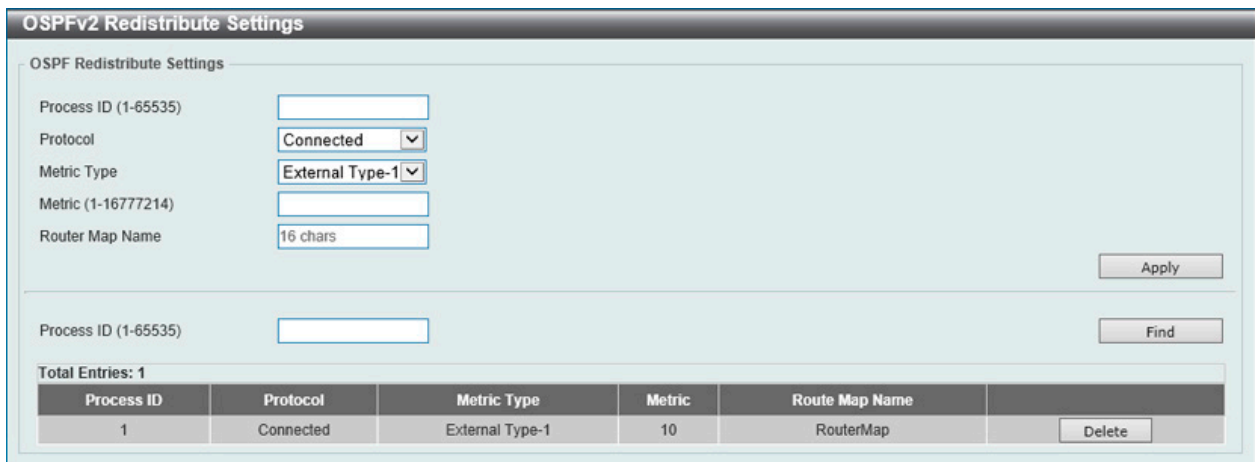 OSPFv2 Redistribute Settings
OSPF Redistribute Settings
Process ID (1-65535)
Protocol Connected
Metric Type External Type-1
Metric (1-16777214)
Router Map Name 16 chars
Apply
Process ID (1-65535) Find
Total Entries: 1
Process ID Protocol Metric Type Metric Route Map Name
1 Connected External Type-1 10 RouterMap Delete